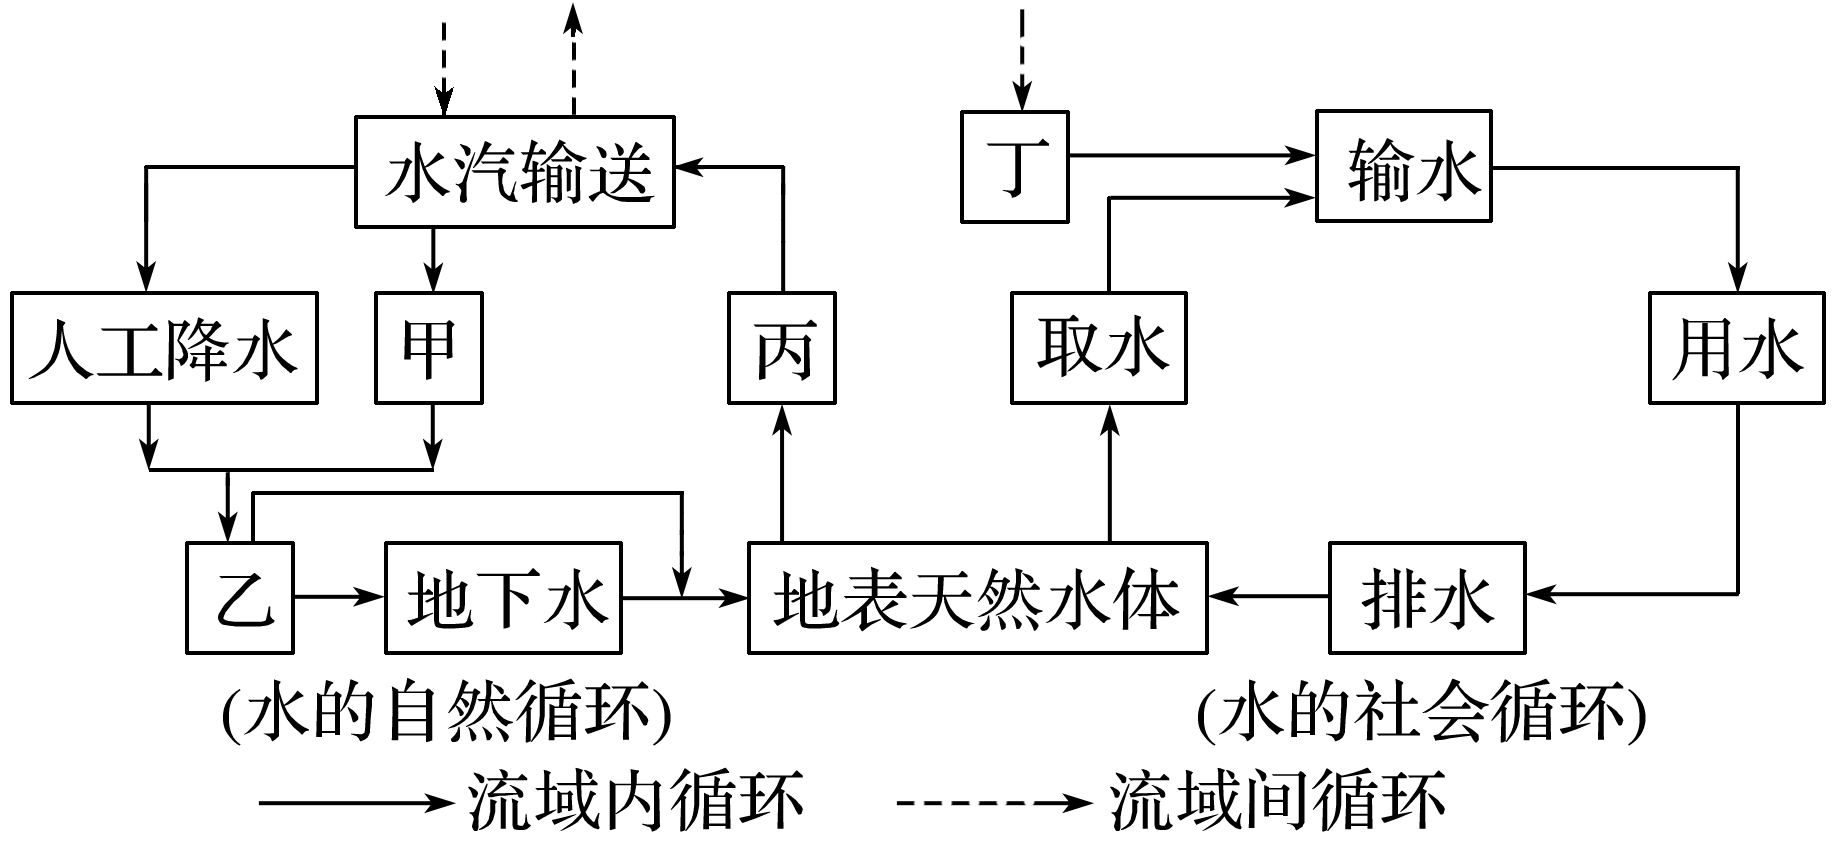 水汽输送
丁
输水
人工降水
甲
丙
取水
用水
乙
地下水
地表天然水体
排水
(水的自然循环)
(水的社会循环)
流域内循环
流域间循环